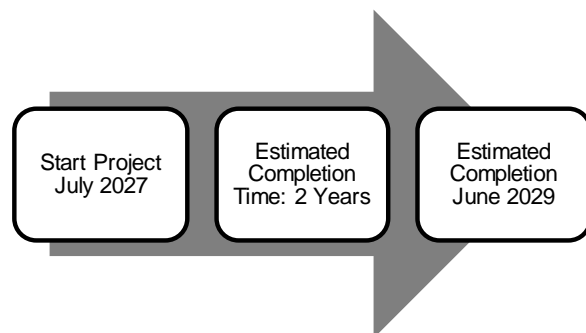 Start Project
July 2027
Estimated
Completion
Time: 2 Years
Estimated
Completion
June 2029